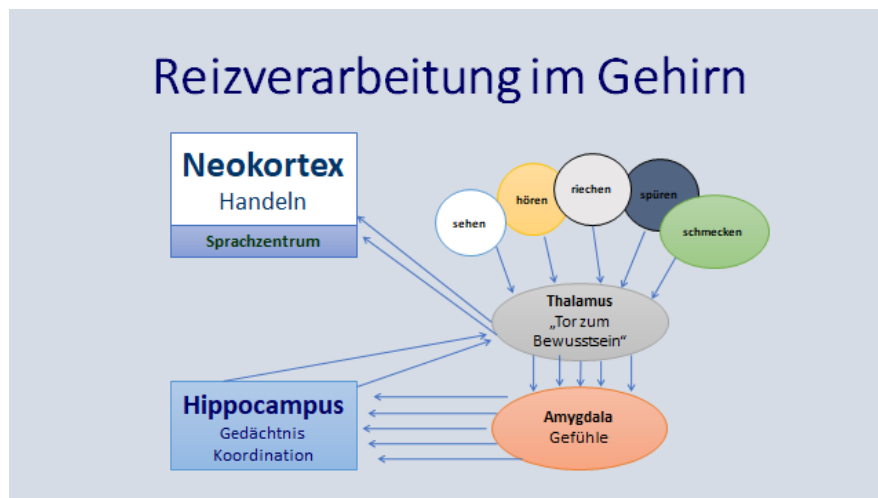 Reizverarbeitung im Gehirn
Neokortex
Handeln
Sprachzentrum
sehen
hören
riechen
spüren
schmecken
Thalamus
„Tor zum
Bewusstsein“
Hippocampus
Gedächtnis
Koordination
Amygdala
Gefühle